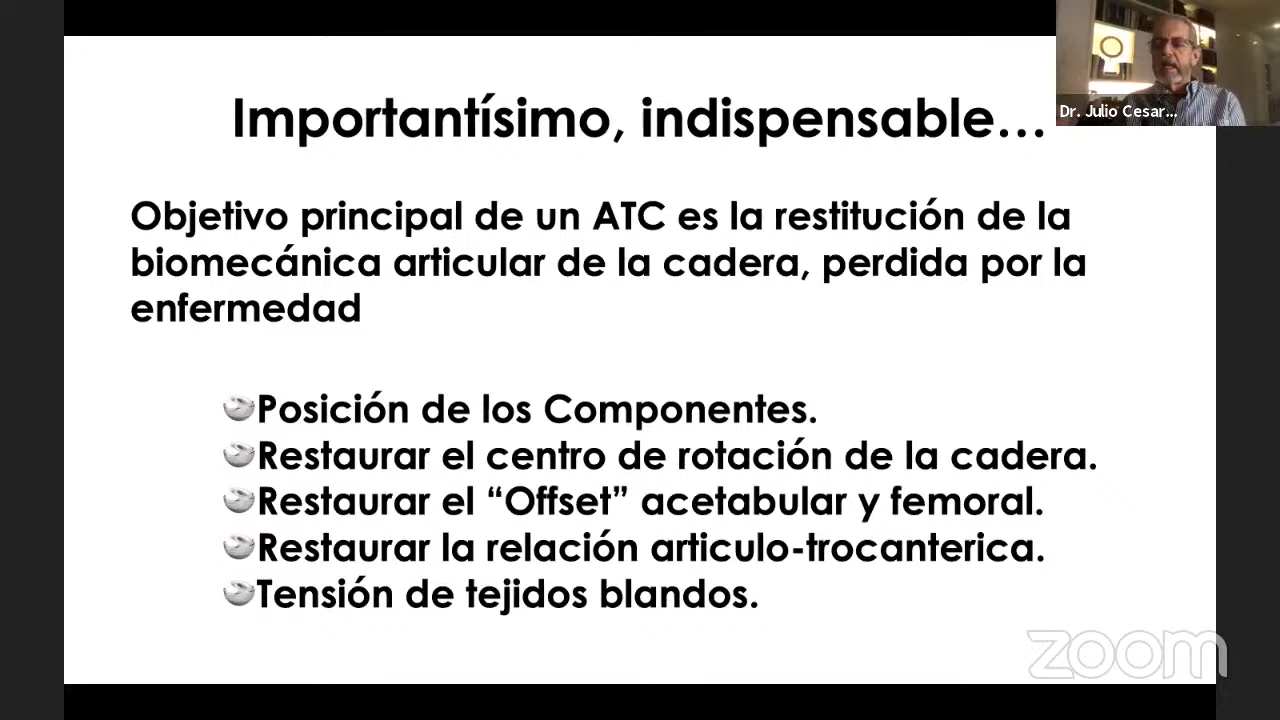 Importantísimo, indispensable...
Dr. Julio Cesar...
Objetivo principal de un ATC es la restitución de la
biomecánica articular de la cadera, perdida por la
enfermedad
Posición de los Componentes.
Restaurar el centro de rotación de la cadera.
Restaurar el “Offset” acetabular y femoral.
Restaurar la relación articulo-trocanterica.
Tensión de tejidos blandos.
zoom